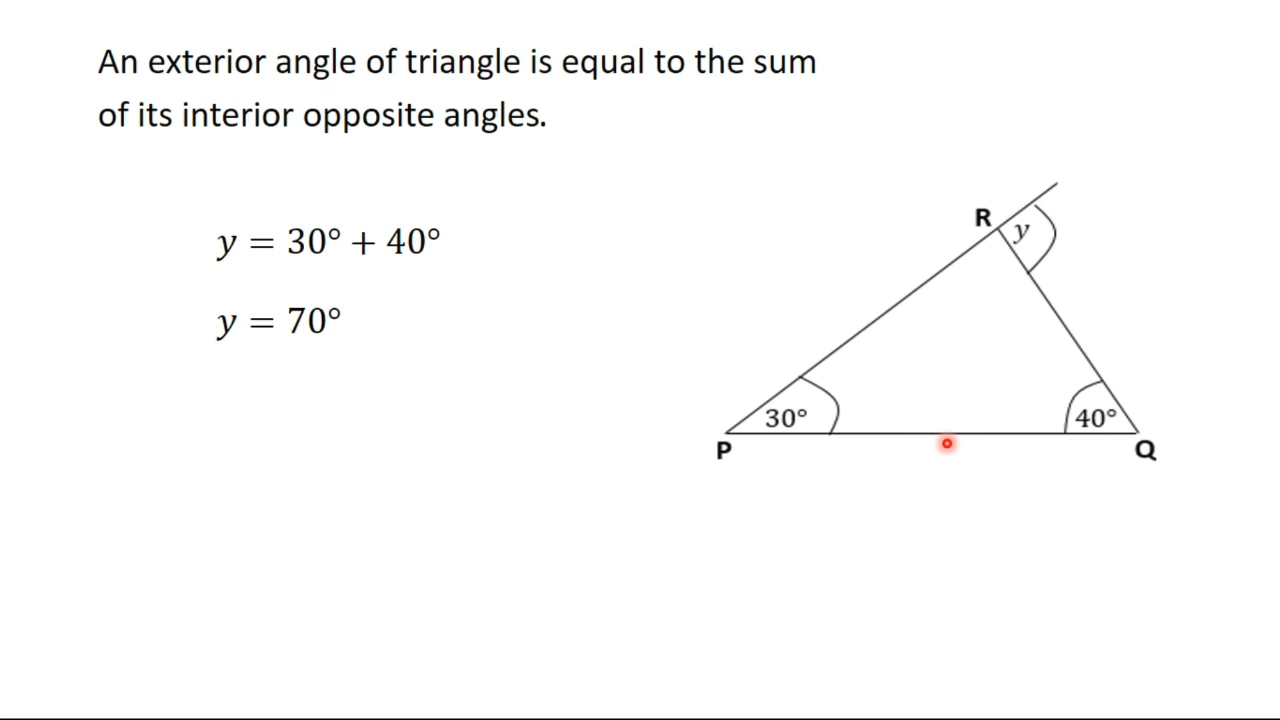 An exterior angle of triangle is equal to the sum
of its interior opposite angles.
y = 30° + 40°
y = 70°
R
y
30°
40°
P
Q